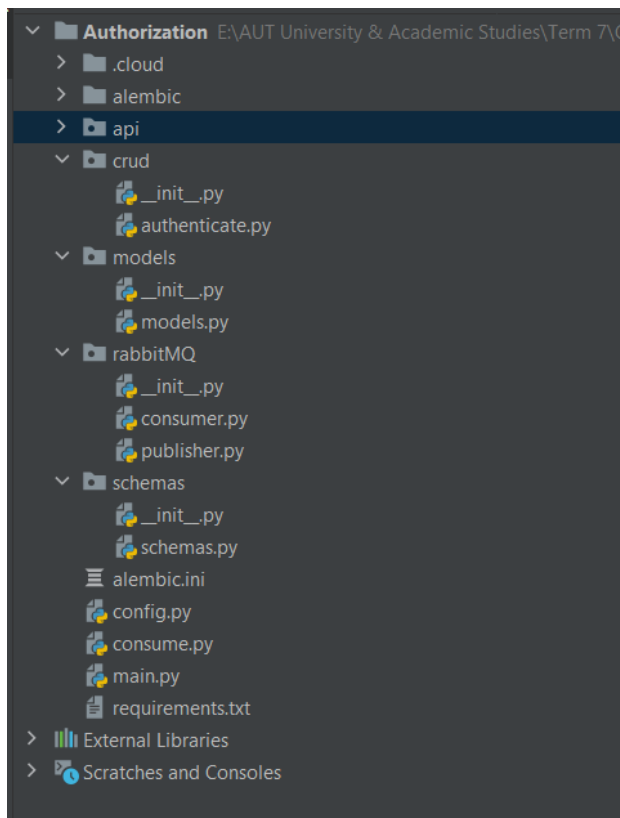 Authorization E:\AUT University & Academic Studies\Term 7\
.cloud
alembic
api
crud
__init__.py
authenticate.py
models
__init__.py
models.py
rabbitMQ
__init__.py
consumer.py
publisher.py
schemas
__init__.py
schemas.py
alembic.ini
config.py
consume.py
main.py
requirements.txt
External Libraries
Scratches and Consoles